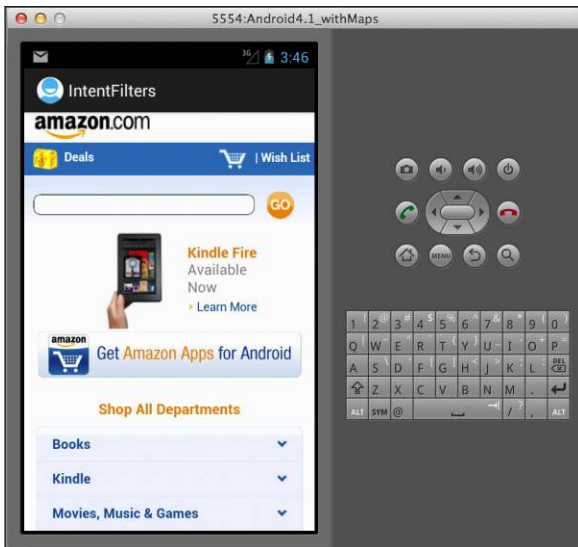 5554:Android4.1_withMaps
3G 3:46
IntentFilters
amazon.com
Deals | Wish List
GO
Kindle Fire
Available
Now
› Learn More
amazon
Get Amazon Apps for Android
Shop All Departments
Books
Kindle
Movies, Music & Games
MENU
1 ! 2 @ 3 # 4 $ 5 % 6 ^ 7 & 8 * 9 ( 0 )
Q W ~ E " R T { Y } U - I O + P =
A S \ D ' F [ G ] H < J > K ; L : DEL
Z X C V B N M .
ALT SYM @ / ? , ALT